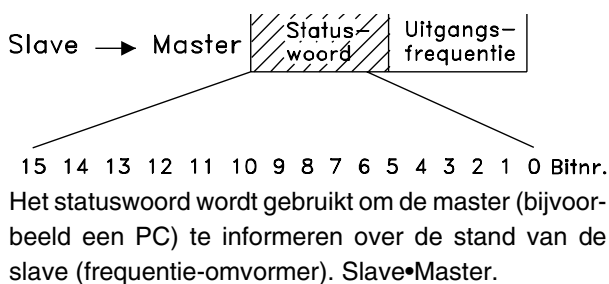 Slave → Master Status-woord Uitgangs-frequentie
15 14 13 12 11 10 9 8 7 6 5 4 3 2 1 0 Bitnr.
Het statuswoord wordt gebruikt om de master (bijvoor-
beeld een PC) te informeren over de stand van de
slave (frequentie-omvormer). Slave•Master.